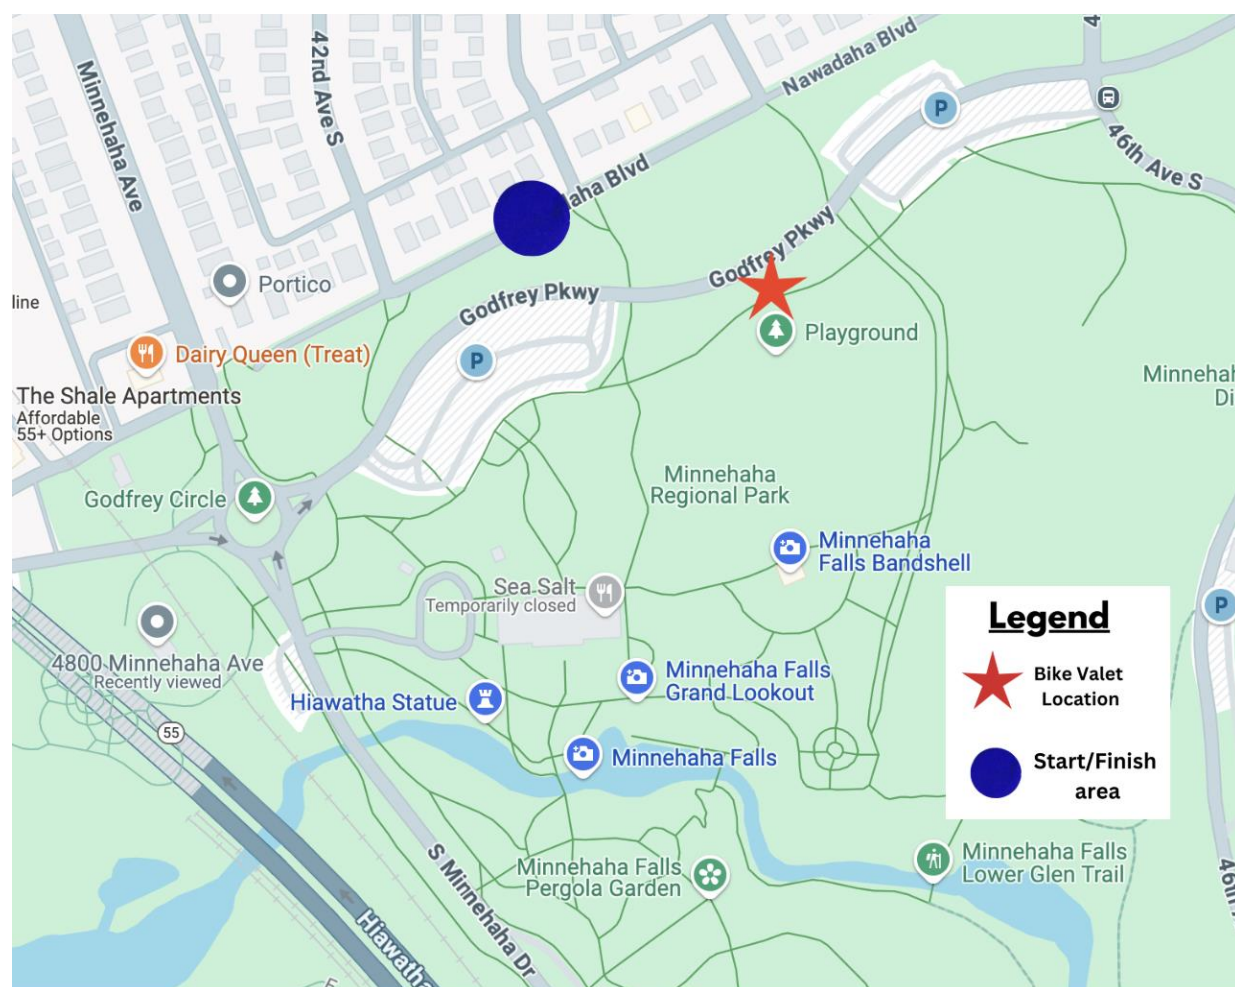 Minnehaha Ave
42nd Ave S
Nawadaha Blvd
4
P
46th Ave S
aha Blvd
Godfrey Pkwy
Portico
line
Godfrey Pkwy
Playground
Dairy Queen (Treat)
P
The Shale Apartments
Affordable
55+ Options
Minnehah
Di
Minnehaha
Regional Park
Godfrey Circle
Minnehaha
Falls Bandshell
Sea Salt
Temporarily closed
P
Legend
Bike Valet
Location
4800 Minnehaha Ave
Recently viewed
Minnehaha Falls
Grand Lookout
Hiawatha Statue
55
Minnehaha Falls
Start/Finish
area
S Minnehaha Dr
Minnehaha Falls
Pergola Garden
Minnehaha Falls
Lower Glen Trail
46th
Hiawatha